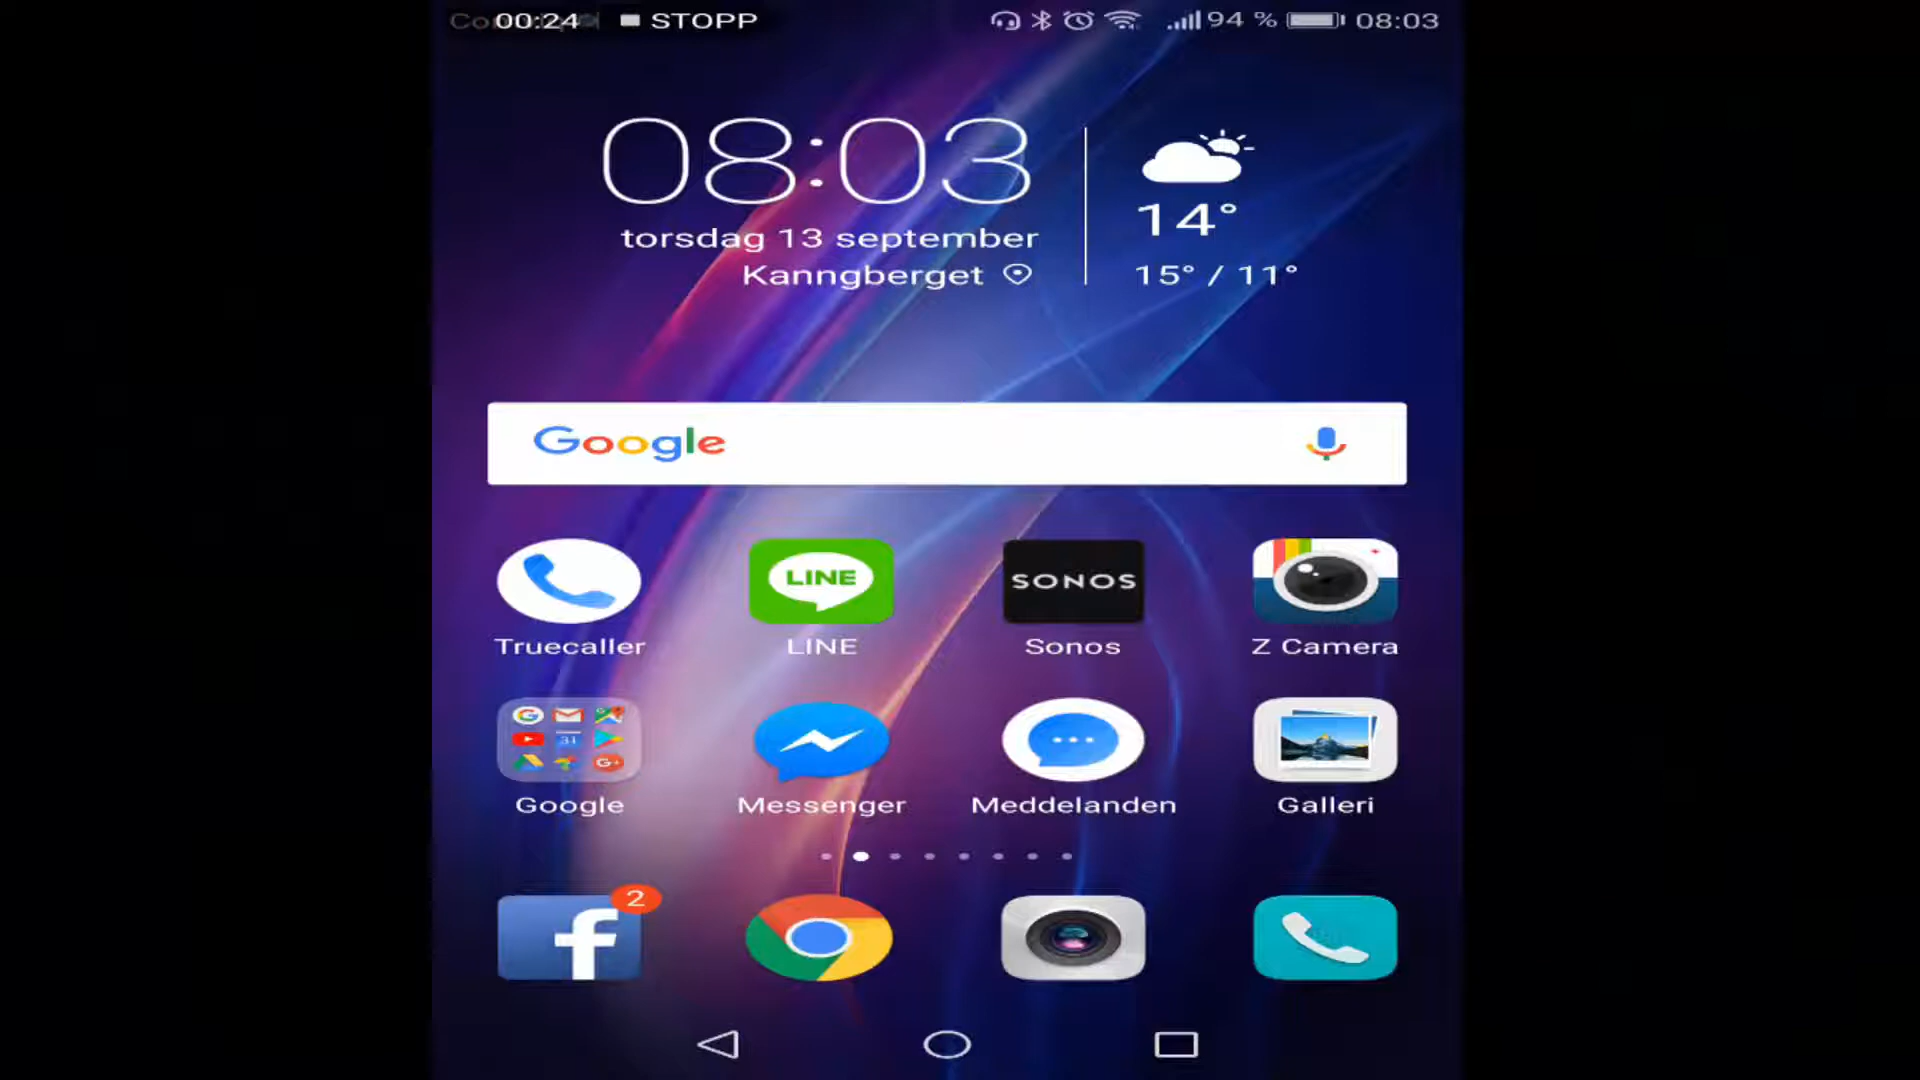 00:24 STOPP 94 % 08:03
08:03
torsdag 13 september
Kanngberget
14°
15° / 11°
Google
LINE
SONOS
Truecaller LINE Sonos Z Camera
31
G+
Google Messenger Meddelanden Galleri
2